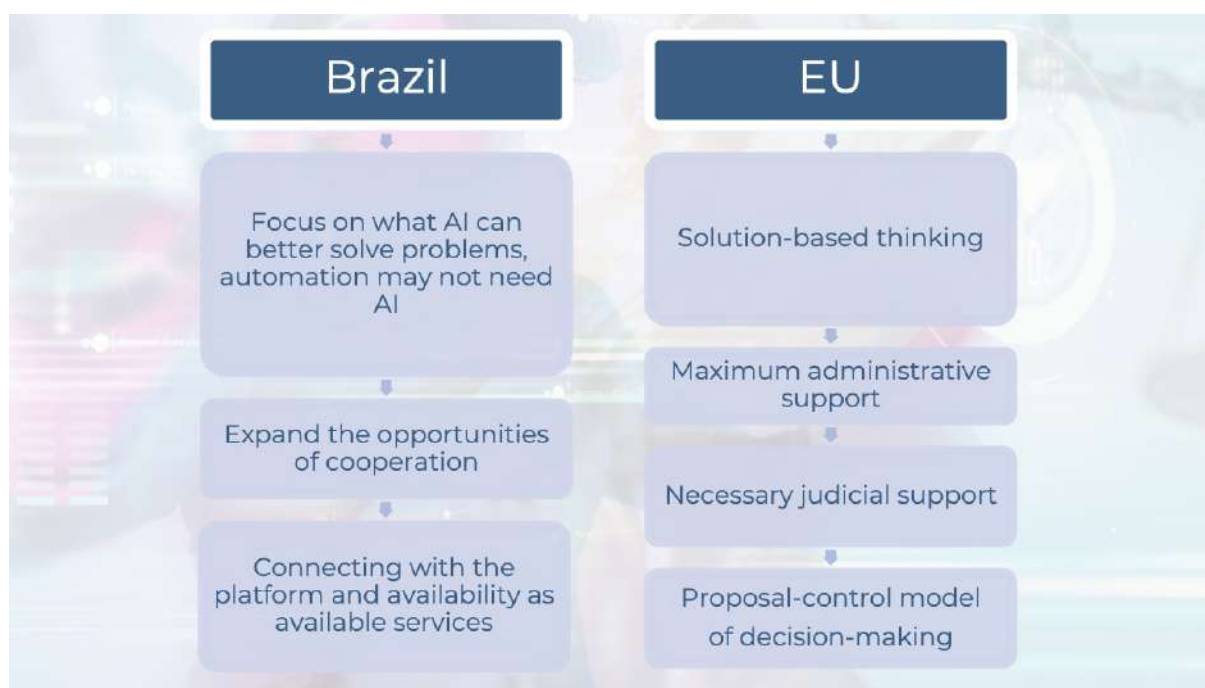 Brazil
Focus on what AI can
better solve problems,
automation may not need
AI
Expand the opportunities
of cooperation
Connecting with the
platform and availability as
available services
EU
Solution-based thinking
Maximum administrative
support
Necessary judicial support
Proposal-control model
of decision-making